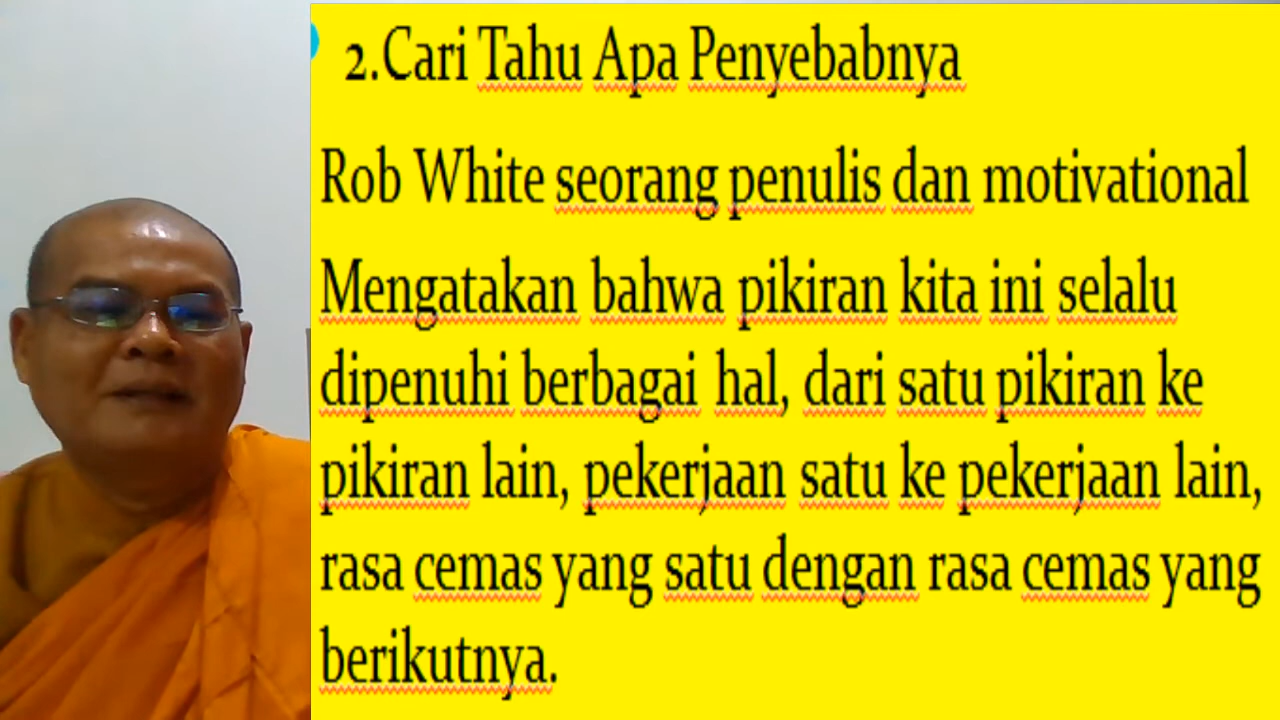 2.Cari Tahu Apa Penyebabnya
Rob White seorang penulis dan motivational
Mengatakan bahwa pikiran kita ini selalu
dipenuhi berbagai hal, dari satu pikiran ke
pikiran lain, pekerjaan satu ke pekerjaan lain,
rasa cemas yang satu dengan rasa cemas yang
berikutnya.